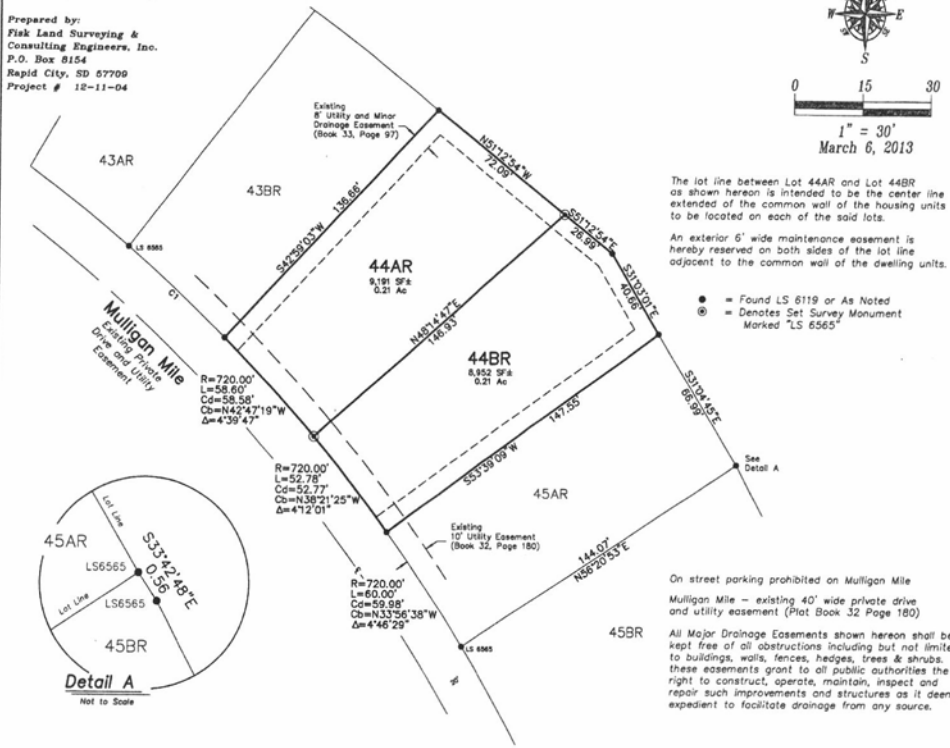 Prepared by:
Fisk Land Surveying &
Consulting Engineers, Inc.
P.O. Box 8154
Rapid City, SD 57709
Project # 12-11-04
W
E
S
0 15 30
1" = 30'
March 6, 2013
The lot line between Lot 44AR and Lot 44BR
as shown hereon is intended to be the center line
extended of the common wall of the housing units
to be located on each of the said lots.
An exterior 6' wide maintenance easement is
hereby reserved on both sides of the lot line
adjacent to the common wall of the dwelling units.
= Found LS 6119 or As Noted
= Denotes Set Survey Monument
Marked "LS 6565"
Existing
8' Utility and Minor
Drainage Easement
(Book 33, Page 97)
43AR
43BR
LS 6565
C1
Mulligan Mile
Existing Private
Drive and Utility
Easement
S42°59'03"W
136.66'
N51°12'54"W
72.09'
S51°12'54"E
26.99'
S31°03'01"E
40.66'
44AR
9,191 SF±
0.21 Ac
N48°14'47"E
146.93'
44BR
8,952 SF±
0.21 Ac
S53°39'09"W
147.55'
S31°04'45"E
66.99'
See
Detail A
R=720.00'
L=58.60'
Cd=58.58'
Cb=N42°47'19"W
Δ=4°39'47"
R=720.00'
L=52.78'
Cd=52.77'
Cb=N38°21'25"W
Δ=4°12'01"
45AR
Existing
10' Utility Easement
(Book 32, Page 180)
144.07'
N56°20'53"E
R=720.00'
L=60.00'
Cd=59.98'
Cb=N33°56'38"W
Δ=4°46'29"
LS 6565
20'
45BR
Lot Line
45AR
S33°42'48"E
0.56
LS6565
LS6565
Lot Line
45BR
Detail A
Not to Scale
On street parking prohibited on Mulligan Mile
Mulligan Mile - existing 40' wide private drive
and utility easement (Plat Book 32 Page 180)
All Major Drainage Easements shown hereon shall be
kept free of all obstructions including but not limite
to buildings, walls, fences, hedges, trees & shrubs.
these easements grant to all public authorities the
right to construct, operate, maintain, inspect and
repair such improvements and structures as it deen
expedient to facilitate drainage from any source.